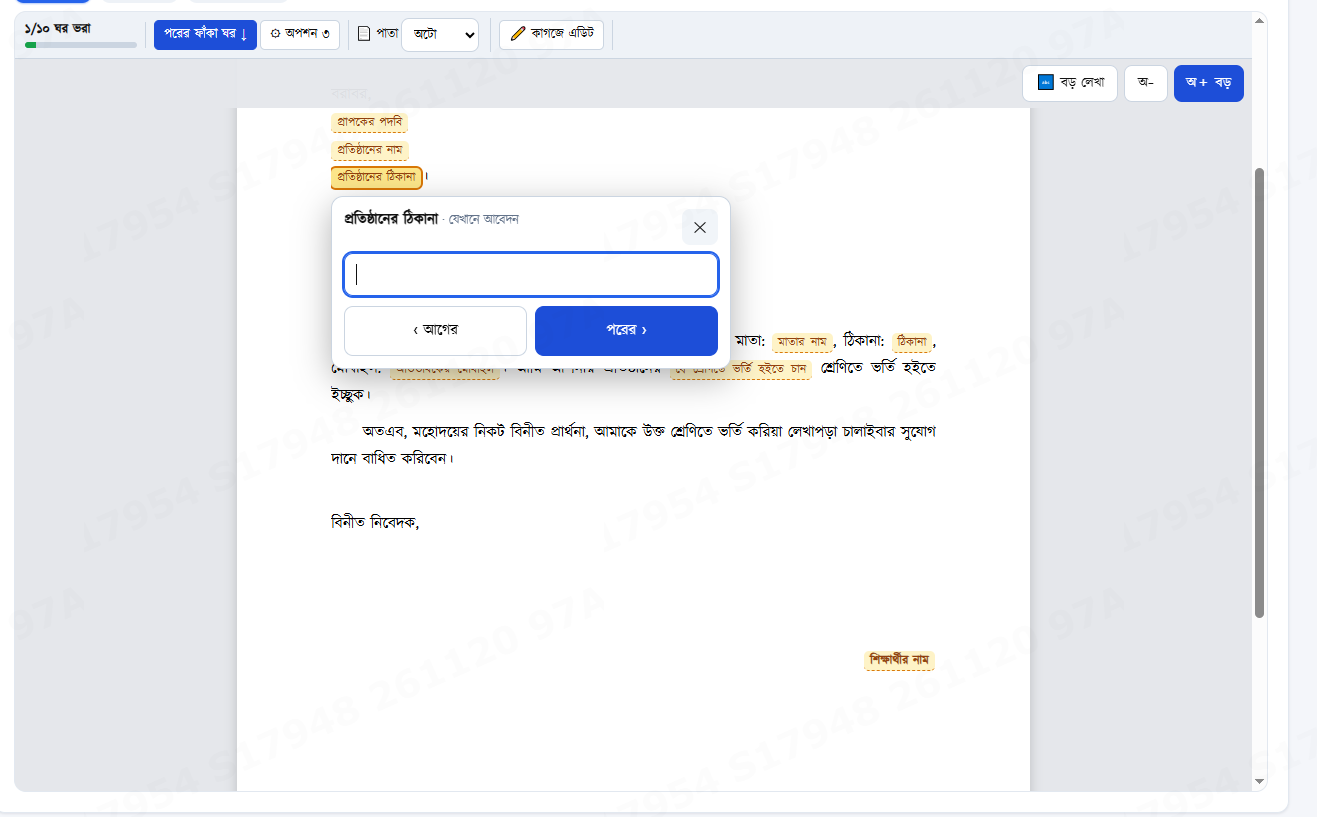 ১/১০ ঘর ভরা
পরের ফাঁকা ঘর ↓
⚙ অপশন ৩
পাতা
অটো
কাগজে এডিট
বড় লেখা
অ−
অ+ বড়
বরাবর,
প্রাপকের পদবি
প্রতিষ্ঠানের নাম
প্রতিষ্ঠানের ঠিকানা ।
প্রতিষ্ঠানের ঠিকানা · যেখানে আবেদন
‹ আগের
পরের ›
মাতা: মাতার নাম , ঠিকানা: ঠিকানা ,
যে শ্রেণিতে ভর্তি হইতে চান শ্রেণিতে ভর্তি হইতে
ইচ্ছুক।
অতএব, মহোদয়ের নিকট বিনীত প্রার্থনা, আমাকে উক্ত শ্রেণিতে ভর্তি করিয়া লেখাপড়া চালাইবার সুযোগ
দানে বাধিত করিবেন।
বিনীত নিবেদক,
শিক্ষার্থীর নাম